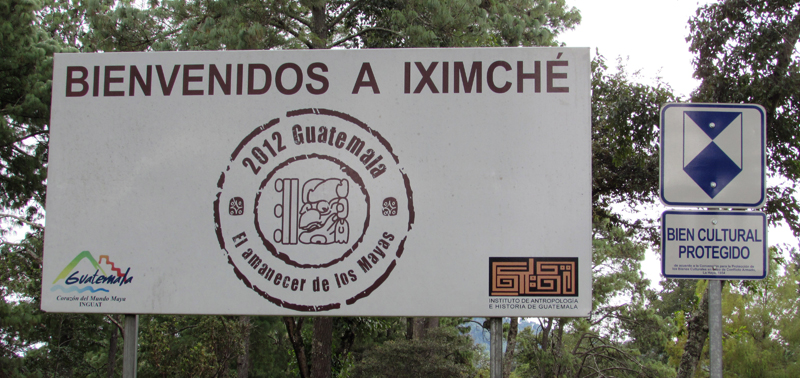 BIENVENIDOS A IXIMCHÉ
2012 Guatemala
El amanecer de los Mayas
Guatemala
Corazón del Mundo Maya
INGUAT
INSTITUTO DE ANTROPOLOGÍA
E HISTORIA DE GUATEMALA
BIEN CULTURAL
PROTEGIDO